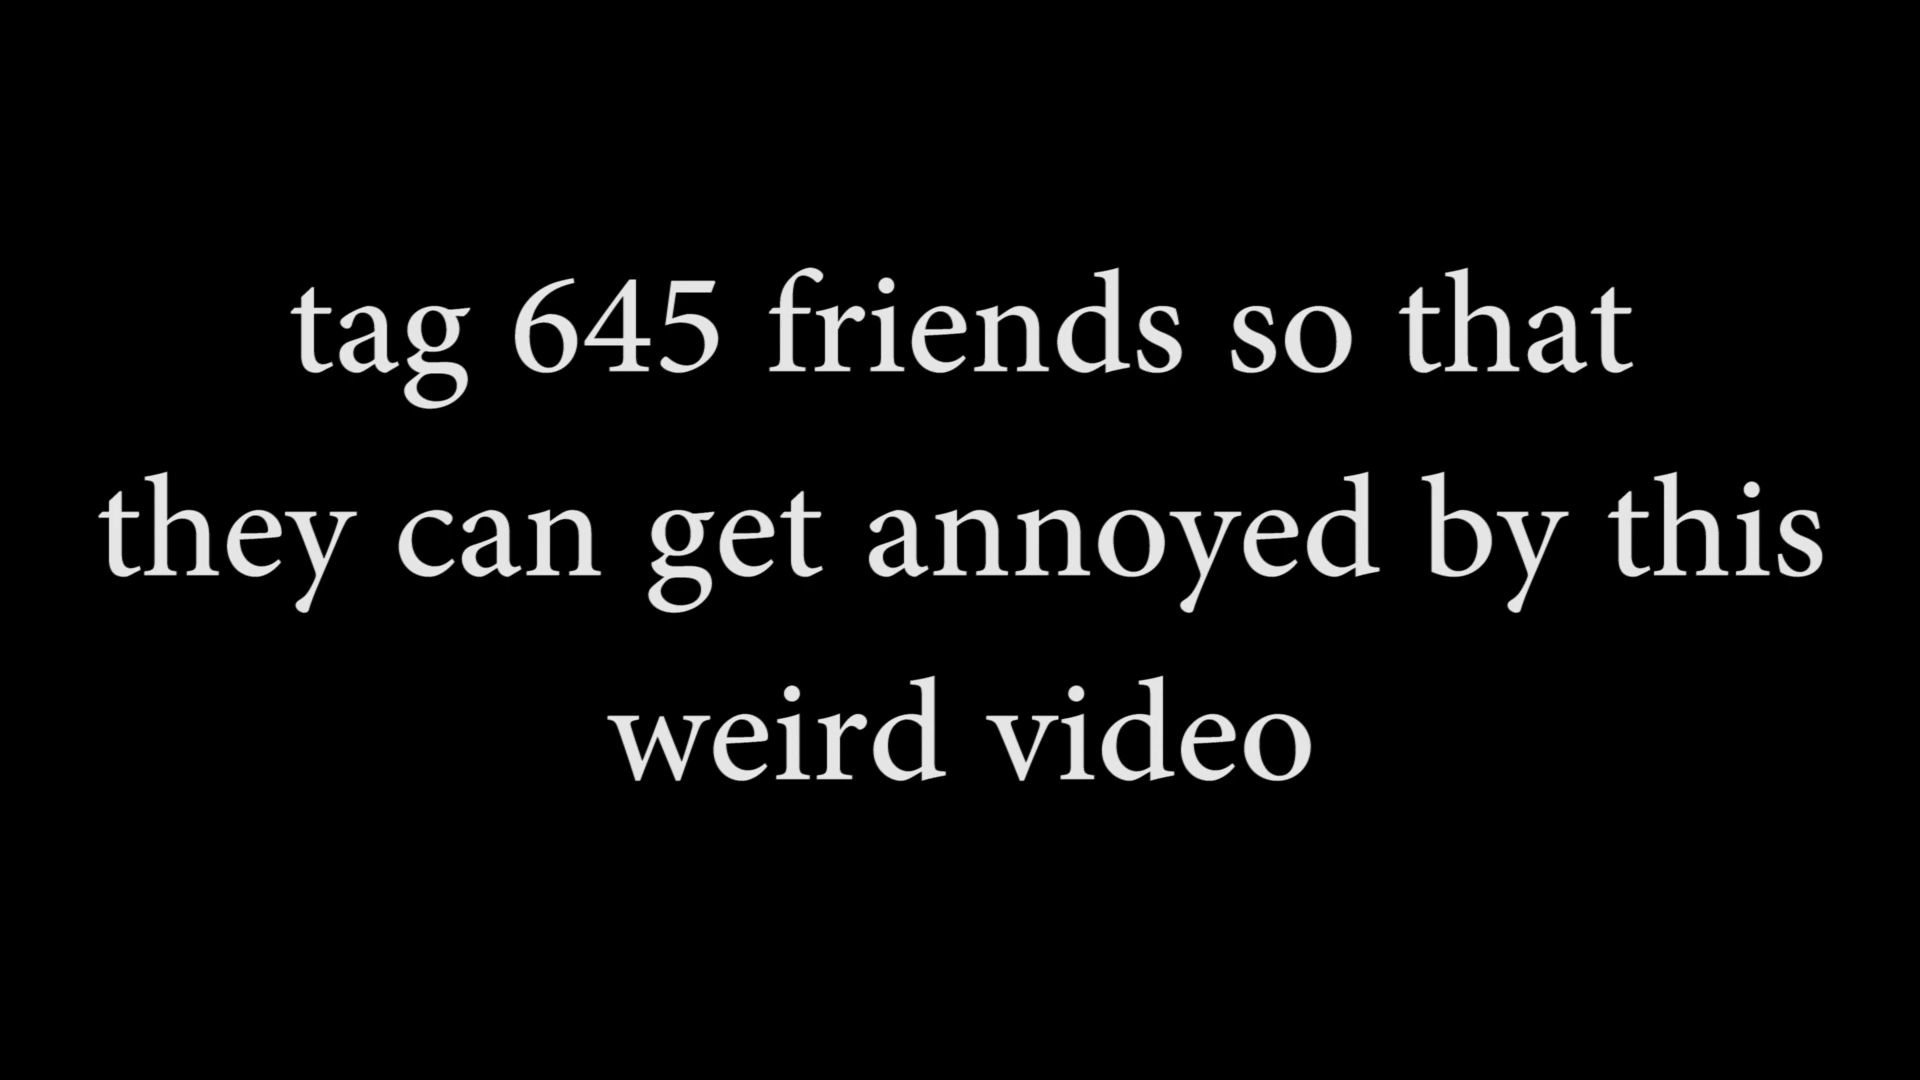 tag 645 friends so that
they can get annoyed by this
weird video